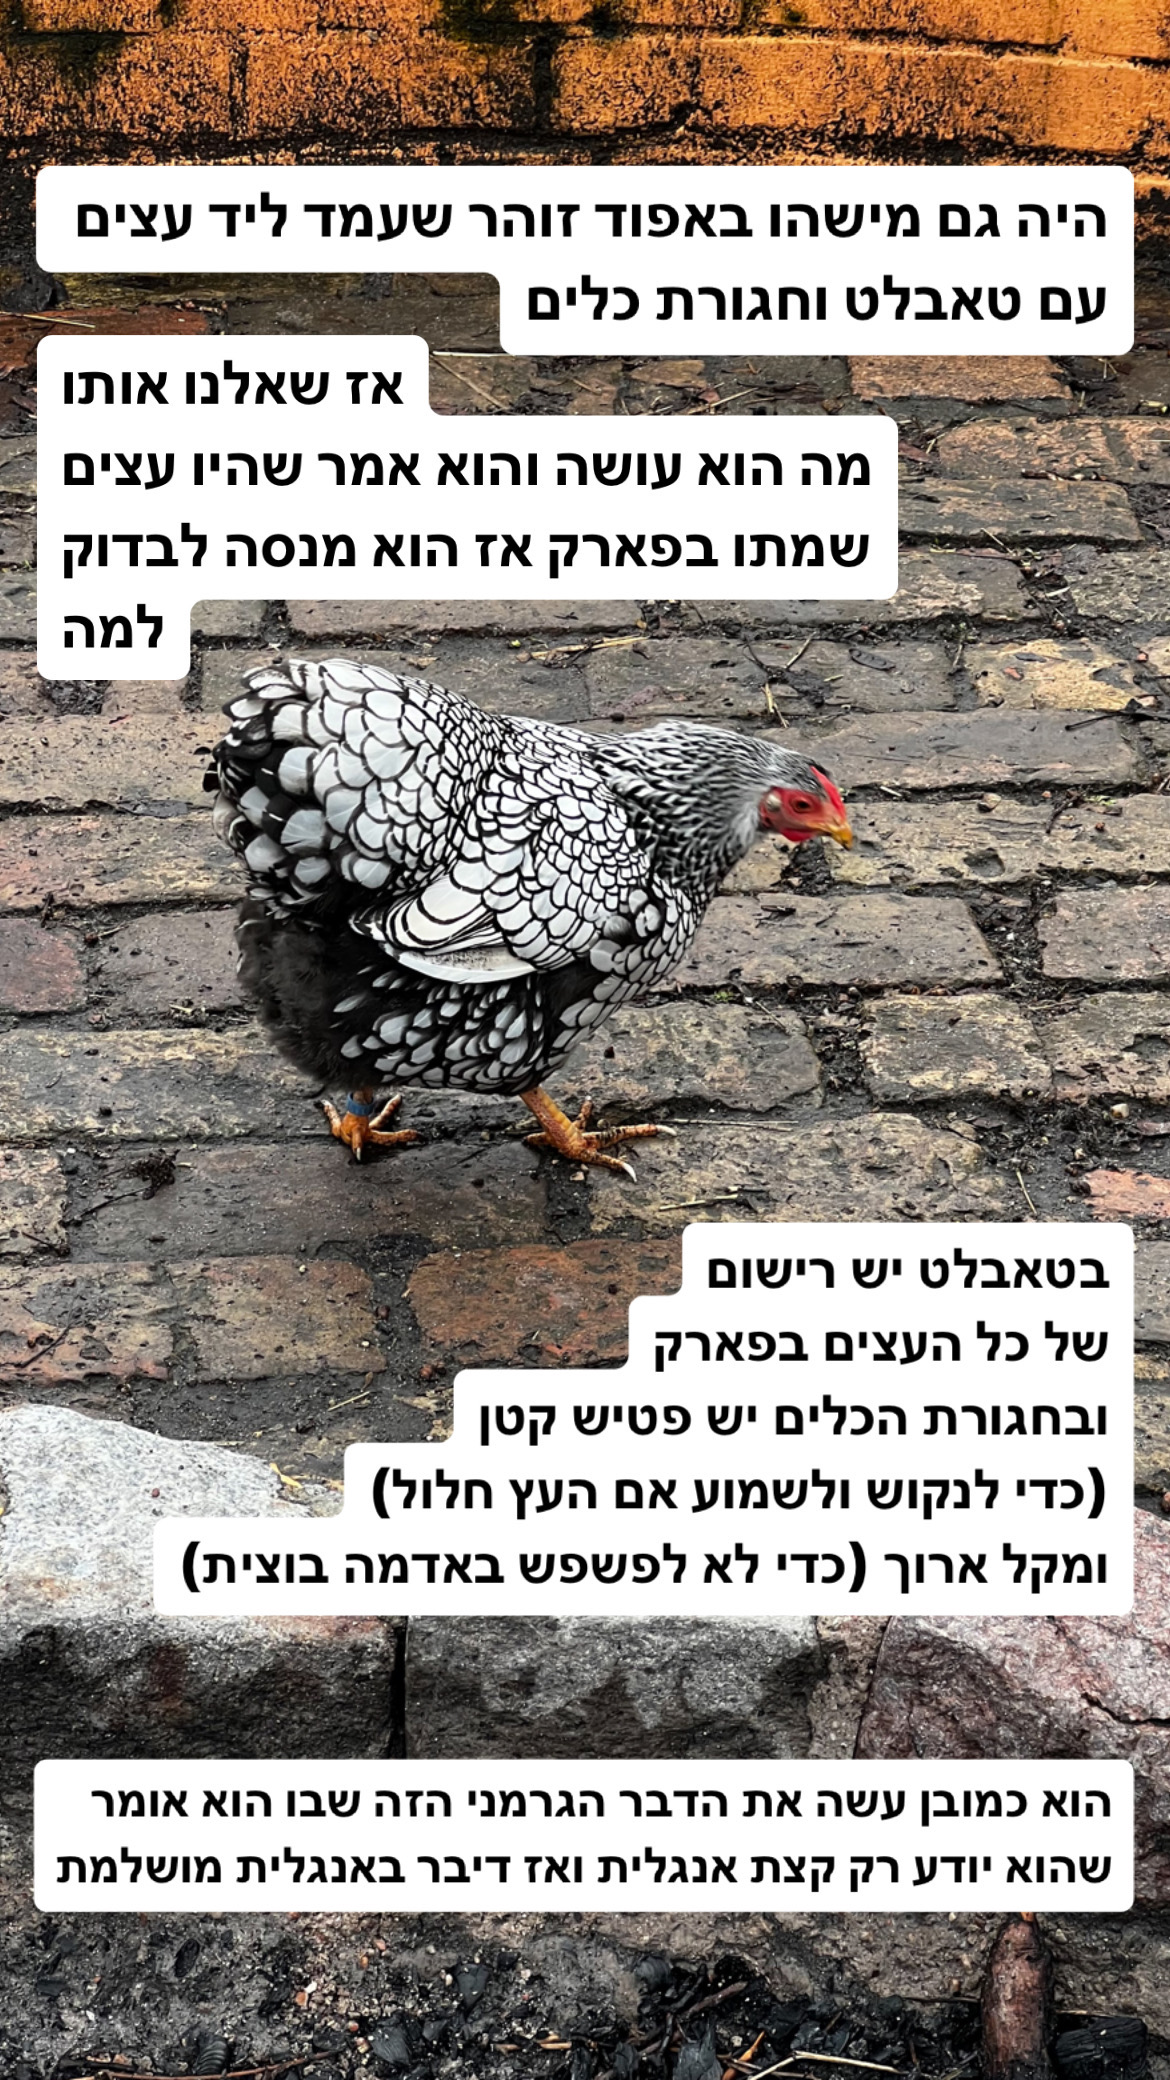 היה גם מישהו באפוד זוהר שעמד ליד עצים
עם טאבלט וחגורת כלים
אז שאלנו אותו
מה הוא עושה והוא אמר שהיו עצים
שמתו בפארק אז הוא מנסה לבדוק
למה
בטאבלט יש רישום
של כל העצים בפארק
ובחגורת הכלים יש פטיש קטן
(כדי לנקוש ולשמוע אם העץ חלול)
ומקל ארוך (כדי לא לפשפש באדמה בוצית)
הוא כמובן עשה את הדבר הגרמני הזה שבו הוא אומר
שהוא יודע רק קצת אנגלית ואז דיבר באנגלית מושלמת